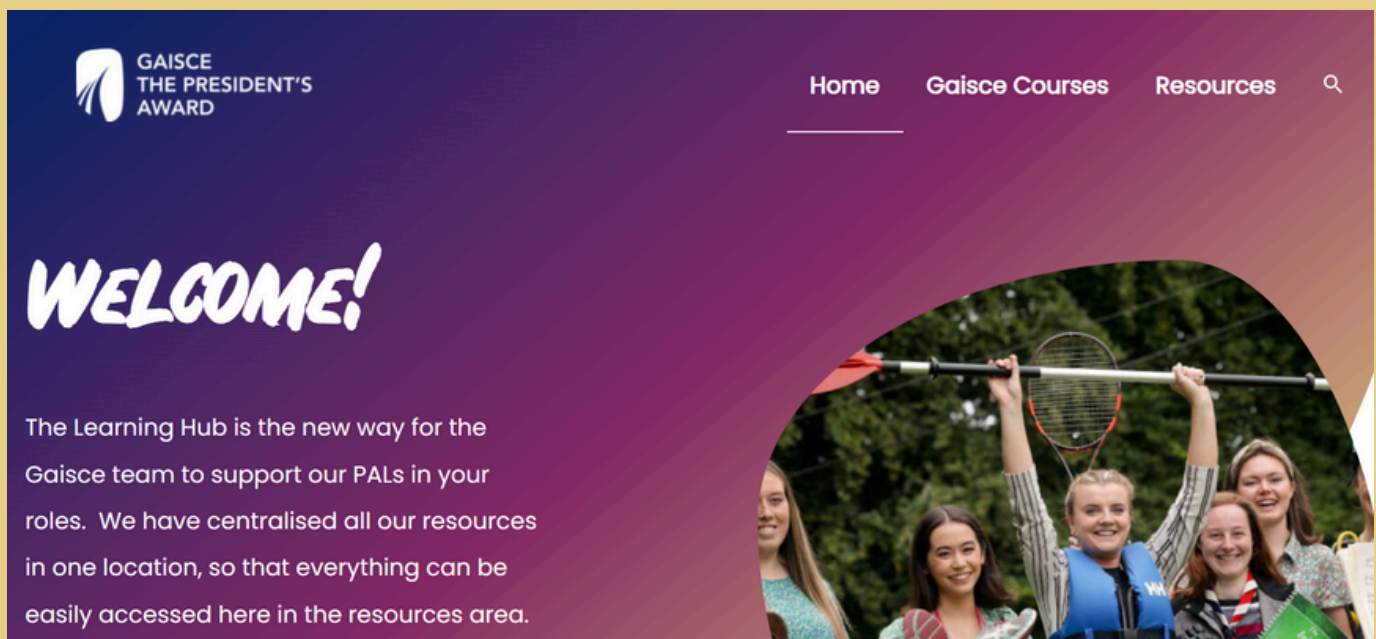 GAISCE
THE PRESIDENT'S
AWARD
Home Gaisce Courses Resources
WELCOME!
The Learning Hub is the new way for the
Gaisce team to support our PALs in your
roles.  We have centralised all our resources
in one location, so that everything can be
easily accessed here in the resources area.
HH